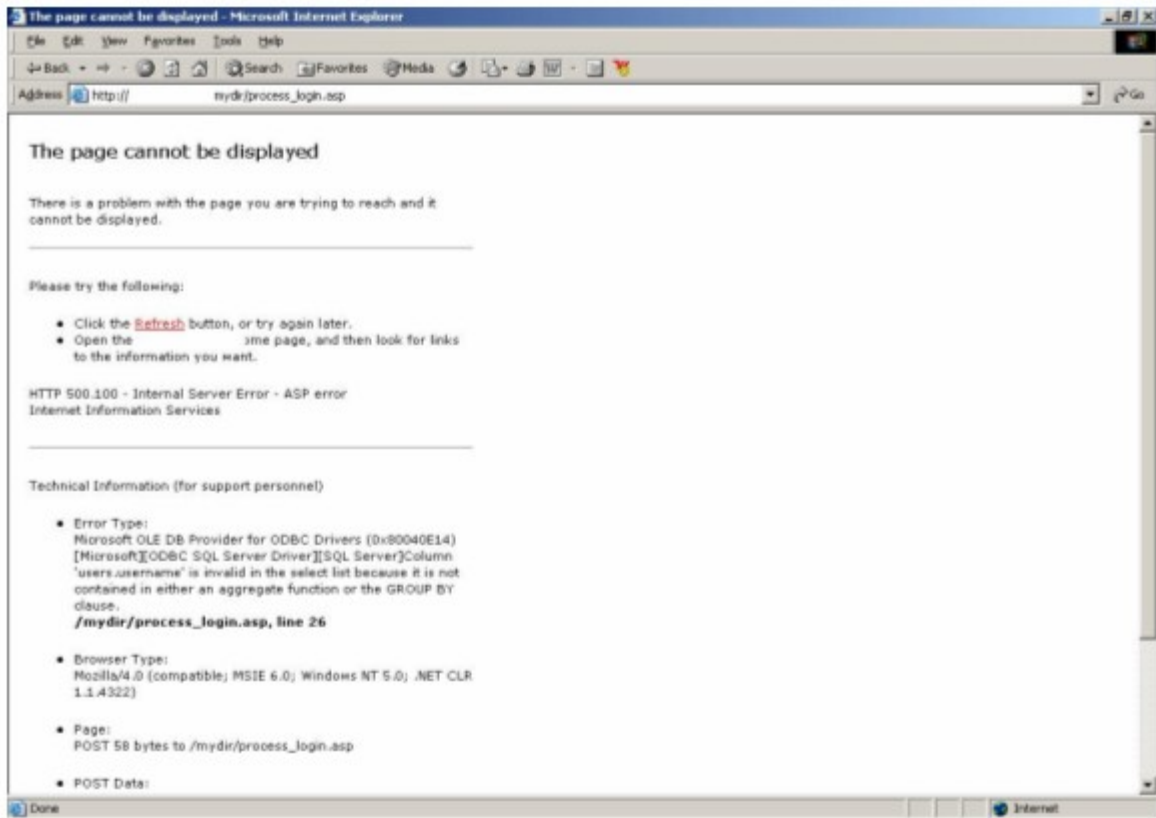 The page cannot be displayed - Microsoft Internet Explorer
File Edit View Favorites Tools Help
Back Search Favorites Media
Address http:// mydir/process_login.asp Go
The page cannot be displayed
There is a problem with the page you are trying to reach and it
cannot be displayed.
Please try the following:
Click the Refresh button, or try again later.
Open the ome page, and then look for links
to the information you want.
HTTP 500.100 - Internal Server Error - ASP error
Internet Information Services
Technical Information (for support personnel)
Error Type:
Microsoft OLE DB Provider for ODBC Drivers (0x80040E14)
[Microsoft][ODBC SQL Server Driver][SQL Server]Column
'users.username' is invalid in the select list because it is not
contained in either an aggregate function or the GROUP BY
clause.
/mydir/process_login.asp, line 26
Browser Type:
Mozilla/4.0 (compatible; MSIE 6.0; Windows NT 5.0; .NET CLR
1.1.4322)
Page:
POST 58 bytes to /mydir/process_login.asp
POST Data:
Done Internet